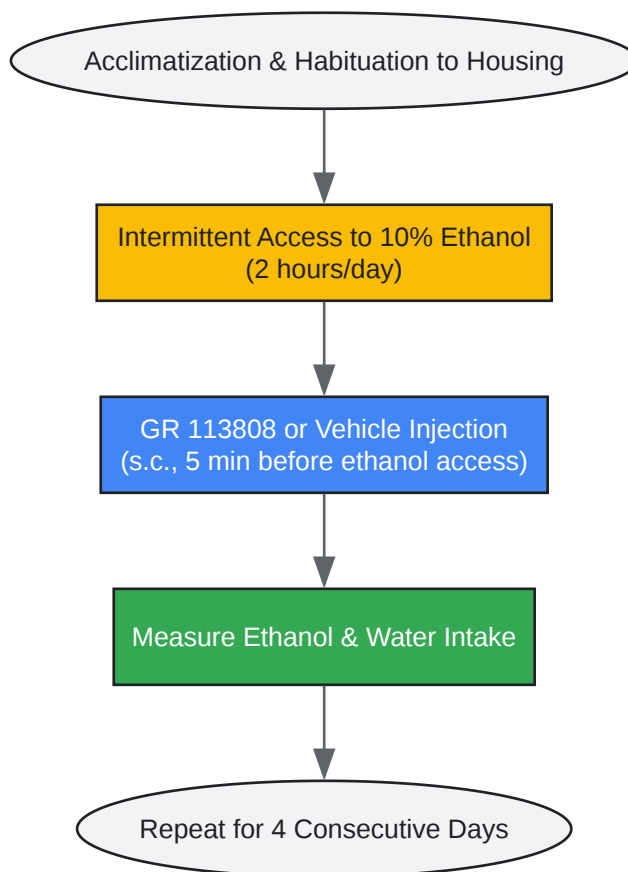 Acclimatization & Habituation to Housing
Intermittent Access to 10% Ethanol
(2 hours/day)
GR 113808 or Vehicle Injection
(s.c., 5 min before ethanol access)
Measure Ethanol & Water Intake
Repeat for 4 Consecutive Days